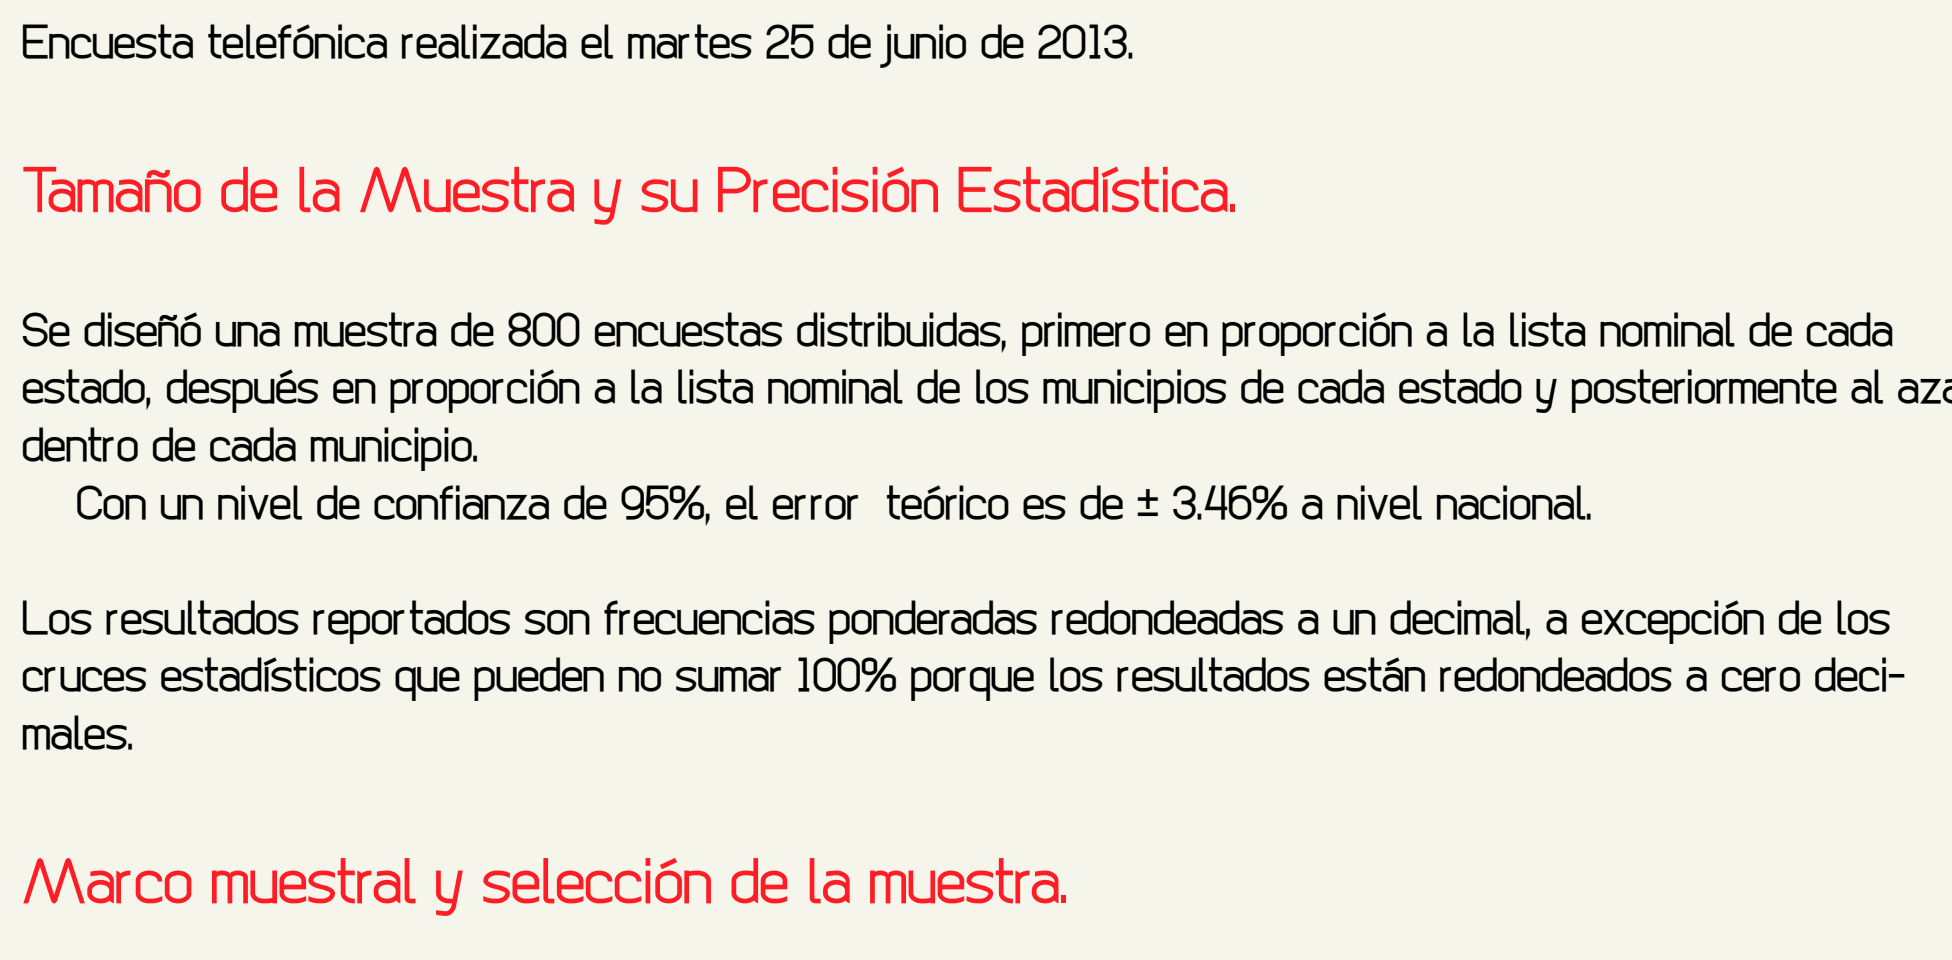 Encuesta telefónica realizada el martes 25 de junio de 2013.
Tamaño de la Muestra y su Precisión Estadística.
Se diseñó una muestra de 800 encuestas distribuidas, primero en proporción a la lista nominal de cada
estado, después en proporción a la lista nominal de los municipios de cada estado y posteriormente al
dentro de cada municipio.
Con un nivel de confianza de 95%, el error teórico es de ± 3.46% a nivel nacional.
Los resultados reportados son frecuencias ponderadas redondeadas a un decimal, a excepción de los
cruces estadísticos que pueden no sumar 100% porque los resultados están redondeados a cero deci-
males.
Marco muestral y selección de la muestra.